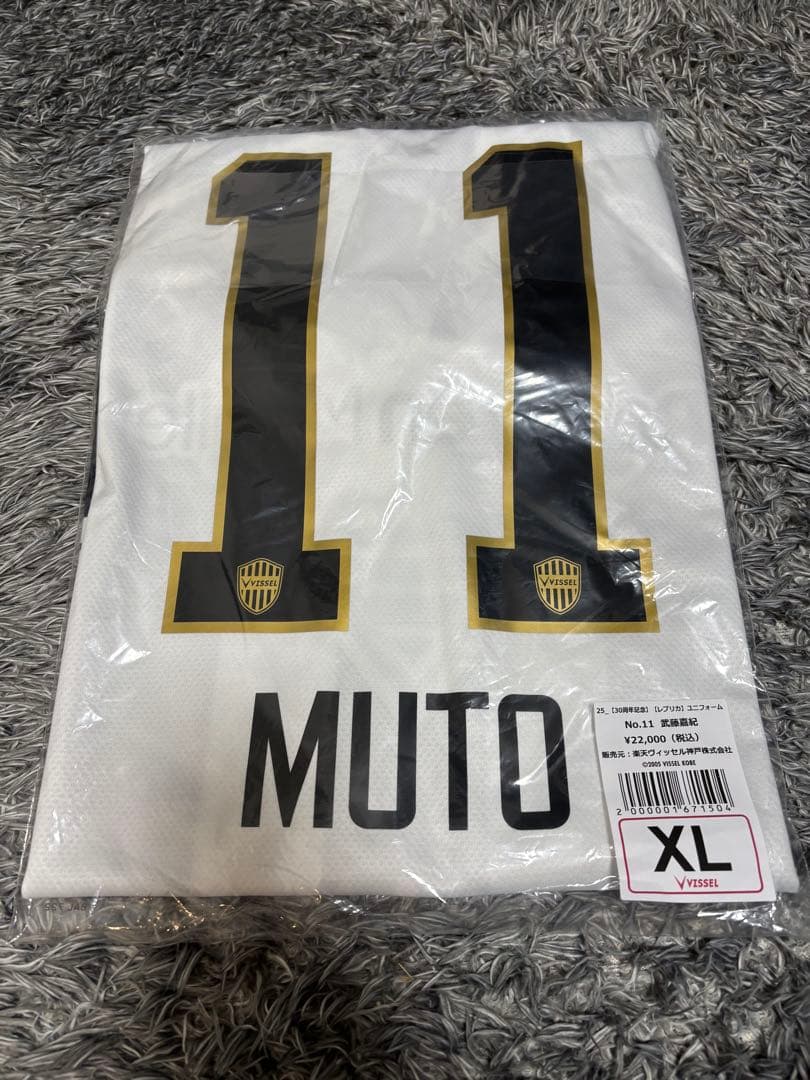 11
VISSEL
VISSEL
MUTO
25_【30周年記念】【レプリカ】ユニフォーム
No.11 武藤嘉紀
¥22,000（税込）
販売元：楽天ヴィッセル神戸株式会社
©2005 VISSEL KOBE
2000001671504
XL
VISSEL